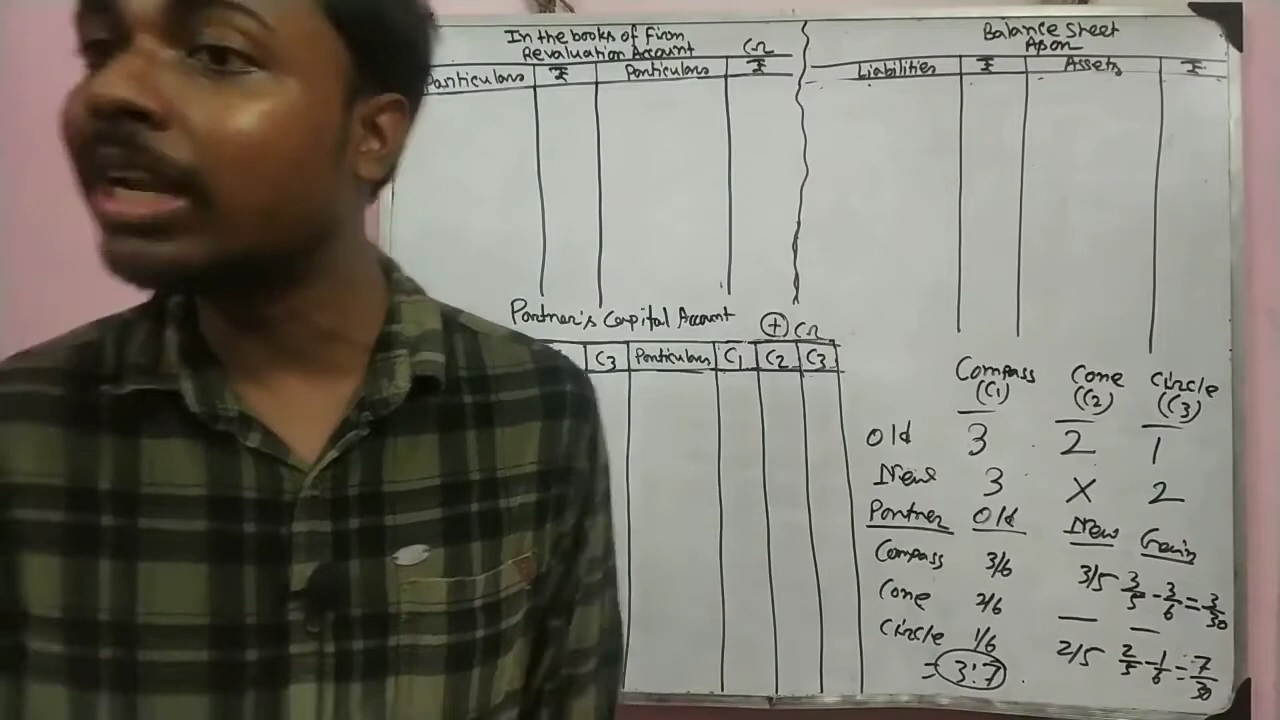 In the books of Firm
Revaluation Account Cr
Particulars ₹ Particulars ₹
Balance Sheet
As on
Liabilities ₹ Assets ₹
Partner's Capital Account + Cr
C3 Particulars C1 C2 C3
Compass Cone Circle
(C1) (C2) (C3)
Old 3 2 1
New 3 X 2
Partner Old New Gain
Compass 3/6 3/5 3/5 - 3/6 = 3/30
Cone 2/6 — —
Circle 1/6 2/5 2/5 - 1/6 = 7/30
= 3:7